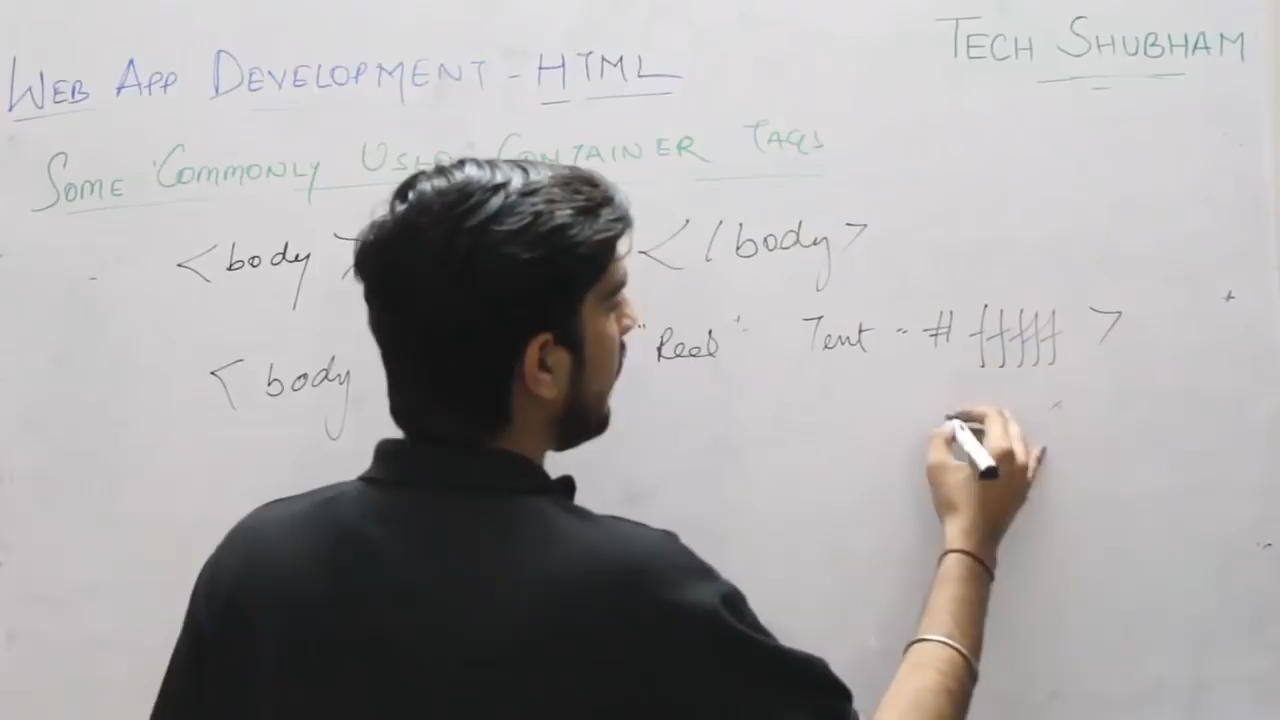 TECH SHUBHAM
WEB APP DEVELOPMENT - HTML
SOME COMMONLY USED CONTAINER TAGS
<body > </body>
<body "Red" Text = # fffff >